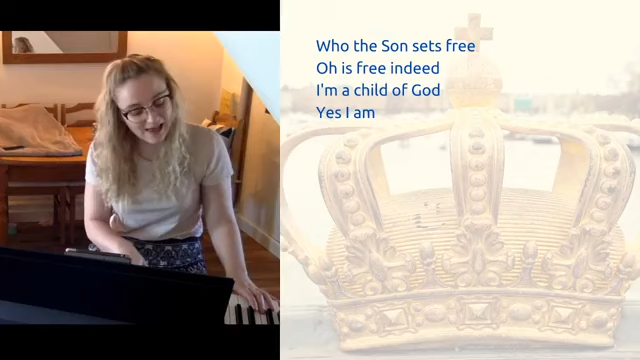 Who the Son sets free
Oh is free indeed
I'm a child of God
Yes I am